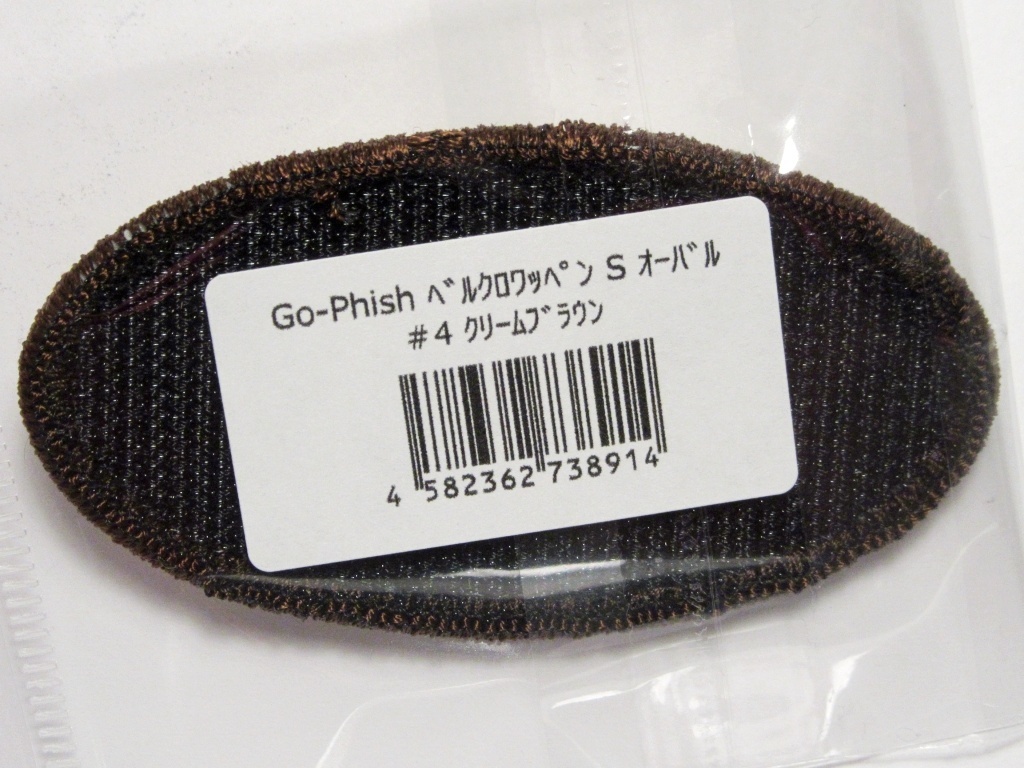 Go-Phish ﾍﾞﾙｸﾛﾜｯﾍﾟﾝ S ｵｰﾊﾞﾙ
#4 ｸﾘｰﾑﾌﾞﾗｳﾝ
4 582362 738914